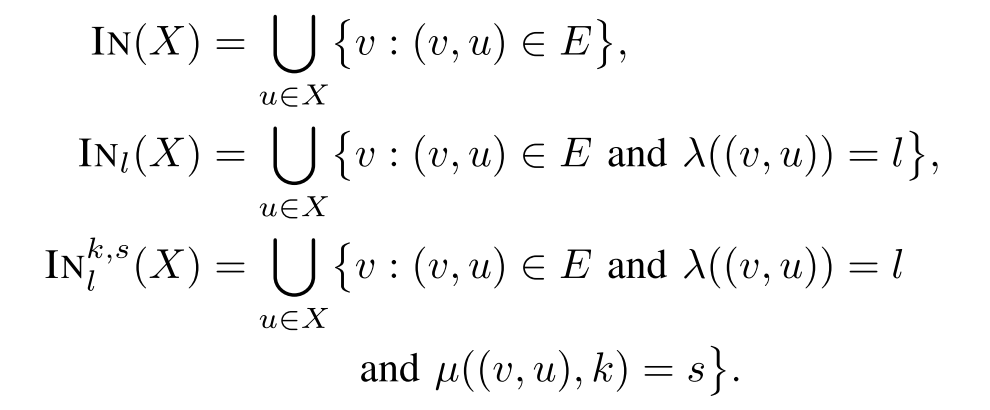 IN(X) = ⋃_{u∈X} {v : (v, u) ∈ E},
IN_l(X) = ⋃_{u∈X} {v : (v, u) ∈ E and λ((v, u)) = l},
IN_l^{k,s}(X) = ⋃_{u∈X} {v : (v, u) ∈ E and λ((v, u)) = l
and μ((v, u), k) = s}.